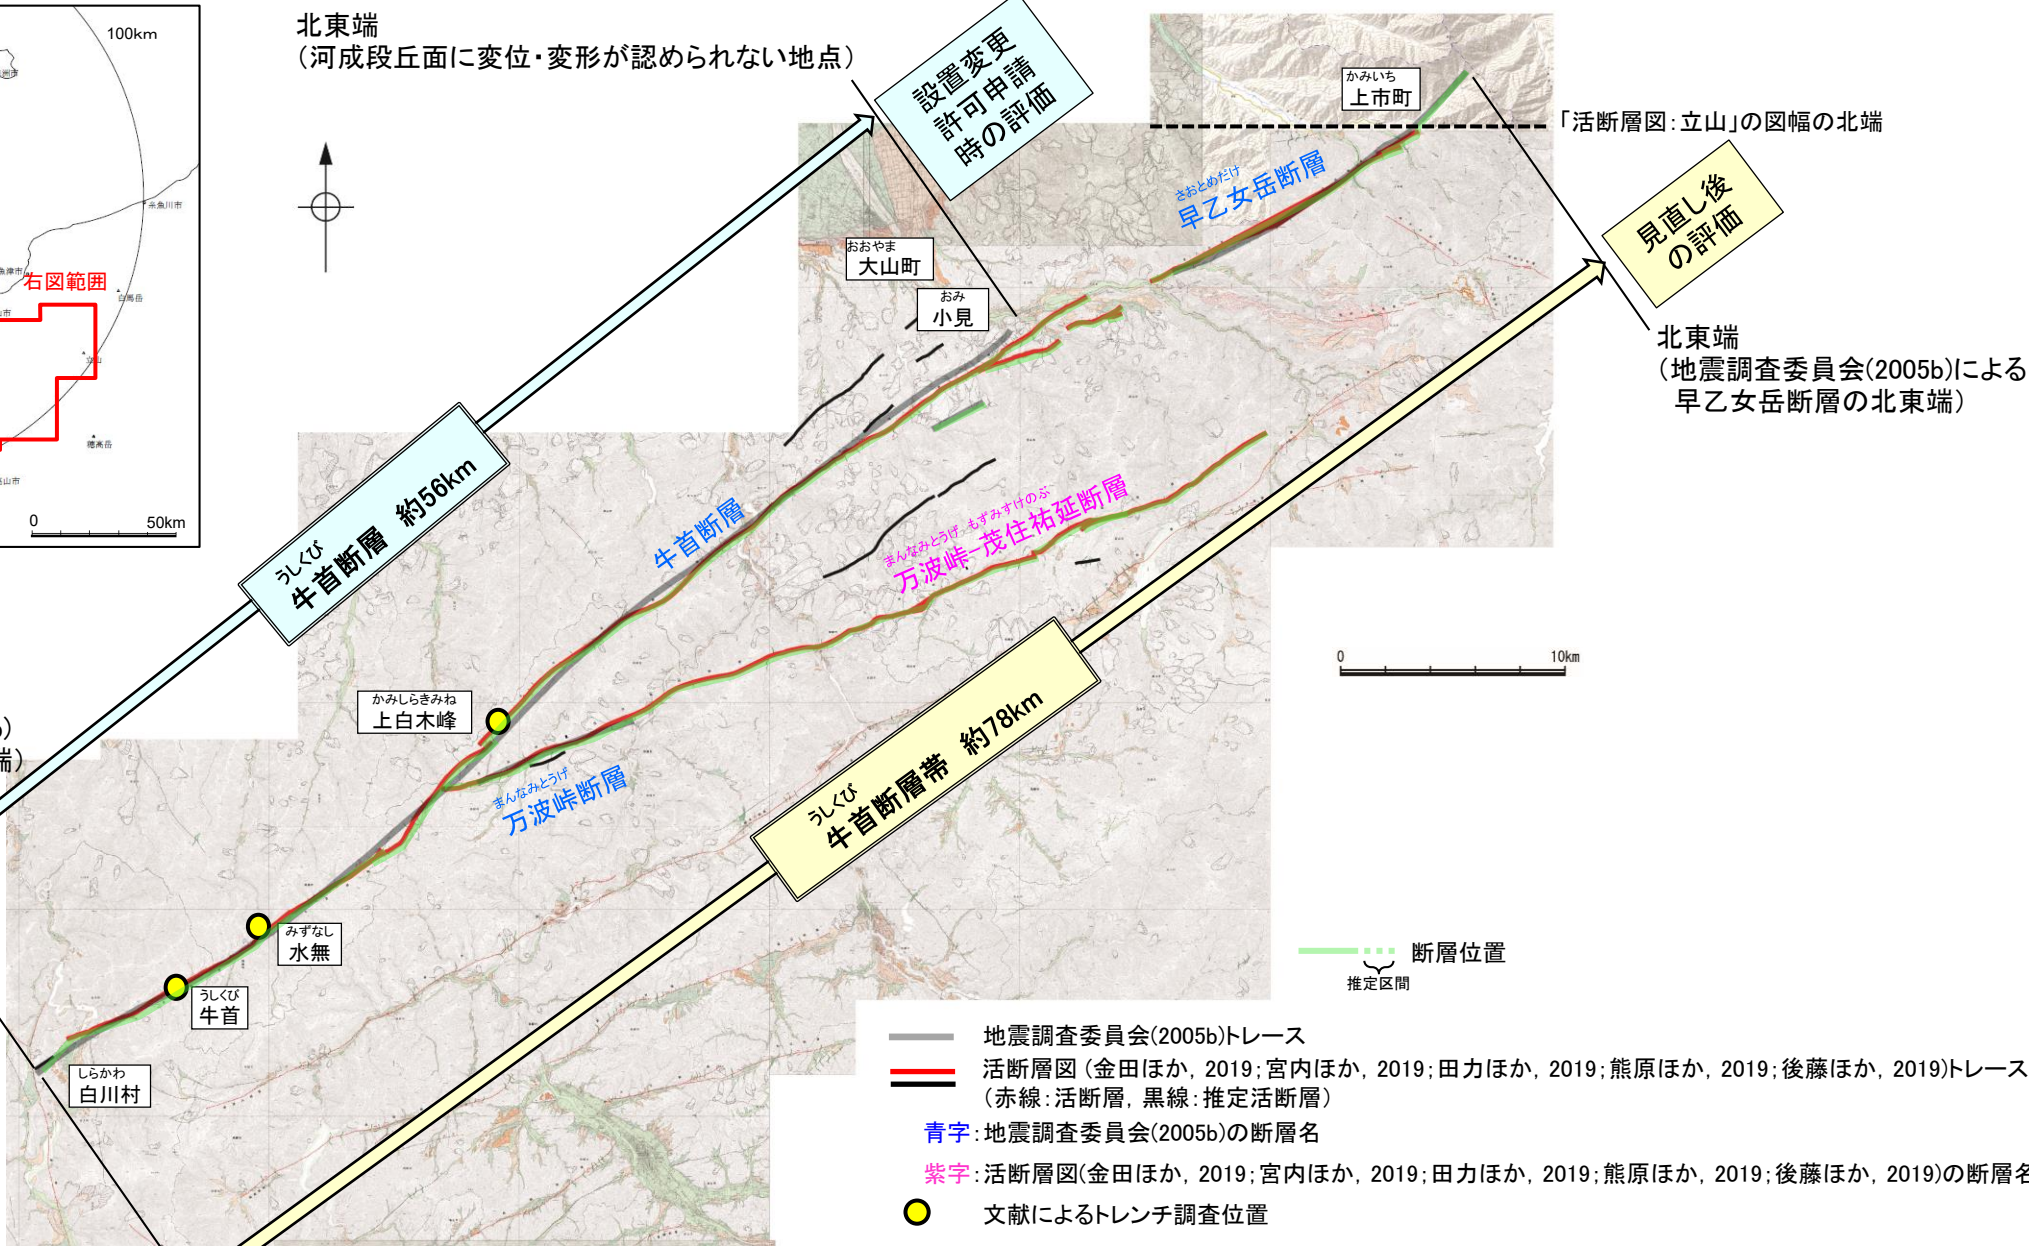 100km
糸魚川市
魚津市
右図範囲
白馬岳
立山
穂高岳
0 50km
北東端
（河成段丘面に変位・変形が認められない地点）
設置変更
許可申請
時の評価
かみいち
上市町
「活断層図：立山」の図幅の北端
さおとめだけ
早乙女岳断層
見直し後
の評価
おおやま
大山町
おみ
小見
北東端
（地震調査委員会(2005b)による
早乙女岳断層の北東端）
うしくび
牛首断層 約56km
牛首断層
まんなみとうげ-もずみすけのぶ
万波峠-茂住祐延断層
0 10km
かみしらきみね
上白木峰
端）
まんなみとうげ
万波峠断層
うしくび
牛首断層帯 約78km
みずなし
水無
うしくび
牛首
しらかわ
白川村
断層位置
推定区間
地震調査委員会(2005b)トレース
活断層図（金田ほか, 2019；宮内ほか, 2019；田力ほか, 2019；熊原ほか, 2019；後藤ほか, 2019)トレース
（赤線：活断層, 黒線：推定活断層）
青字：地震調査委員会(2005b)の断層名
紫字：活断層図(金田ほか, 2019；宮内ほか, 2019；田力ほか, 2019；熊原ほか, 2019；後藤ほか, 2019)の断層名
文献によるトレンチ調査位置